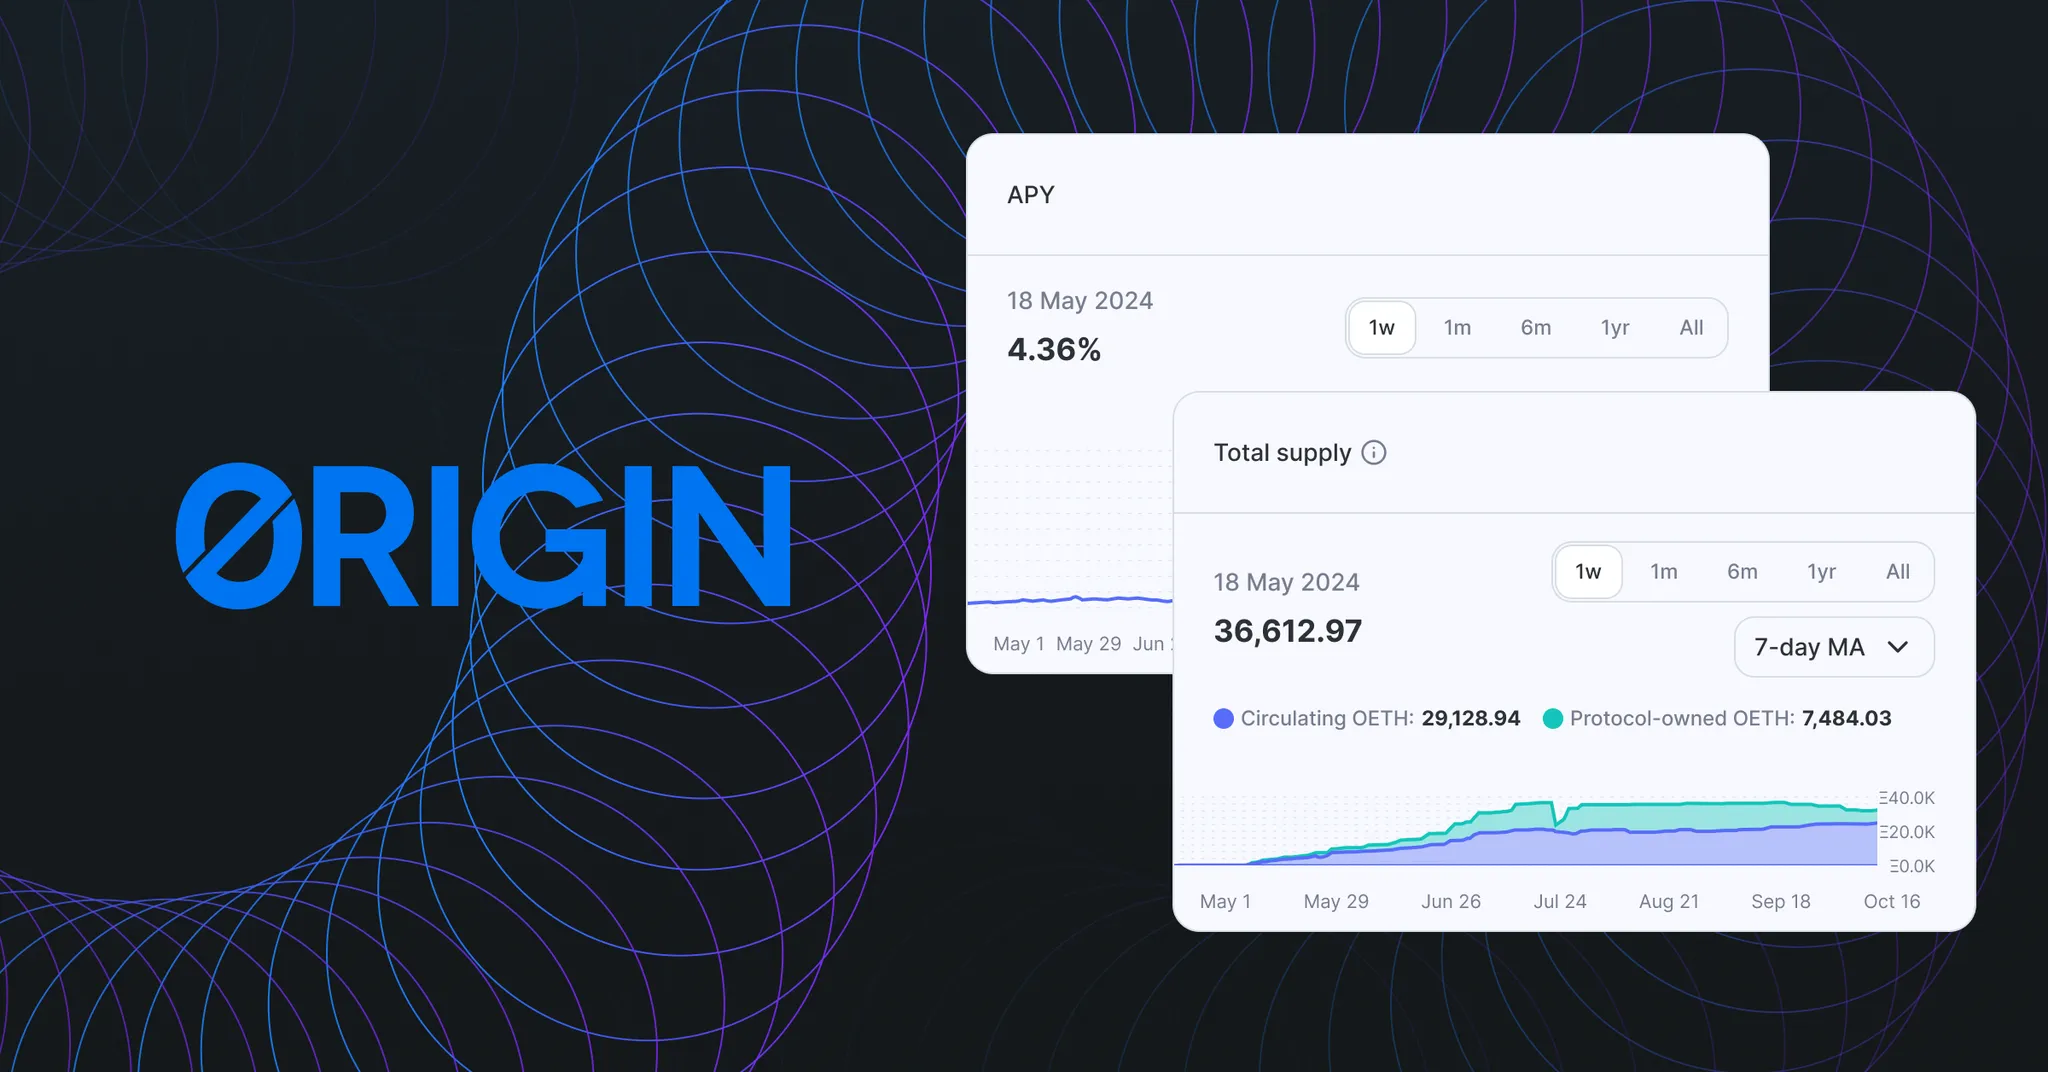 ORIGIN
APY
18 May 2024
4.36%
1w 1m 6m 1yr All
May 1 May 29 Jun
Total supply
18 May 2024
36,612.97
1w 1m 6m 1yr All
7-day MA
Circulating OETH: 29,128.94 Protocol-owned OETH: 7,484.03
Ξ40.0K
Ξ20.0K
Ξ0.0K
May 1 May 29 Jun 26 Jul 24 Aug 21 Sep 18 Oct 16